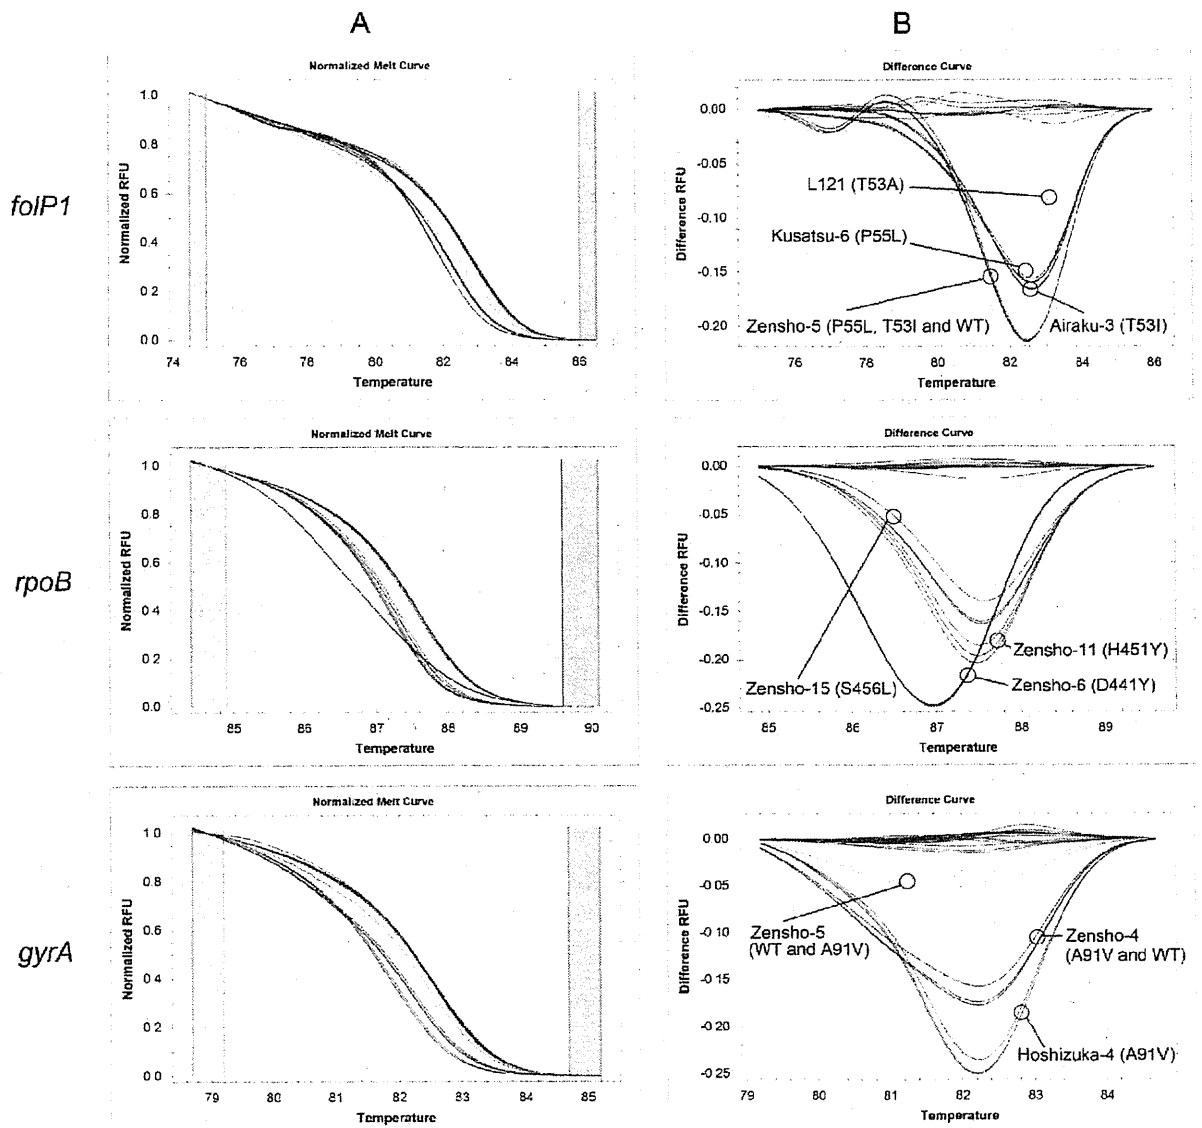 A
B
folP1
Normalized Melt Curve
Normalized RFU
1.0
0.8
0.6
0.4
0.2
0.0
74
76
78
80
82
84
86
Temperature
Difference Curve
Difference RFU
0.00
-0.05
-0.10
-0.15
-0.20
L121 (T53A)
Kusatsu-6 (P55L)
Zensho-5 (P55L, T53I and WT)
Airaku-3 (T53I)
76
78
80
82
84
86
Temperature
rpoB
Normalized Melt Curve
Normalized RFU
1.0
0.8
0.6
0.4
0.2
0.0
85
86
87
88
89
90
Temperature
Difference Curve
Difference RFU
0.00
-0.05
-0.10
-0.15
-0.20
-0.25
Zensho-11 (H451Y)
Zensho-15 (S456L)
Zensho-6 (D441Y)
85
86
87
88
89
Temperature
gyrA
Normalized Melt Curve
Normalized RFU
1.0
0.8
0.6
0.4
0.2
0.0
79
80
81
82
83
84
85
Temperature
Difference Curve
Difference RFU
0.00
-0.05
-0.10
-0.15
-0.20
-0.25
Zensho-5
(WT and A91V)
Zensho-4
(A91V and WT)
Hoshizuka-4 (A91V)
79
80
81
82
83
84
Temperature